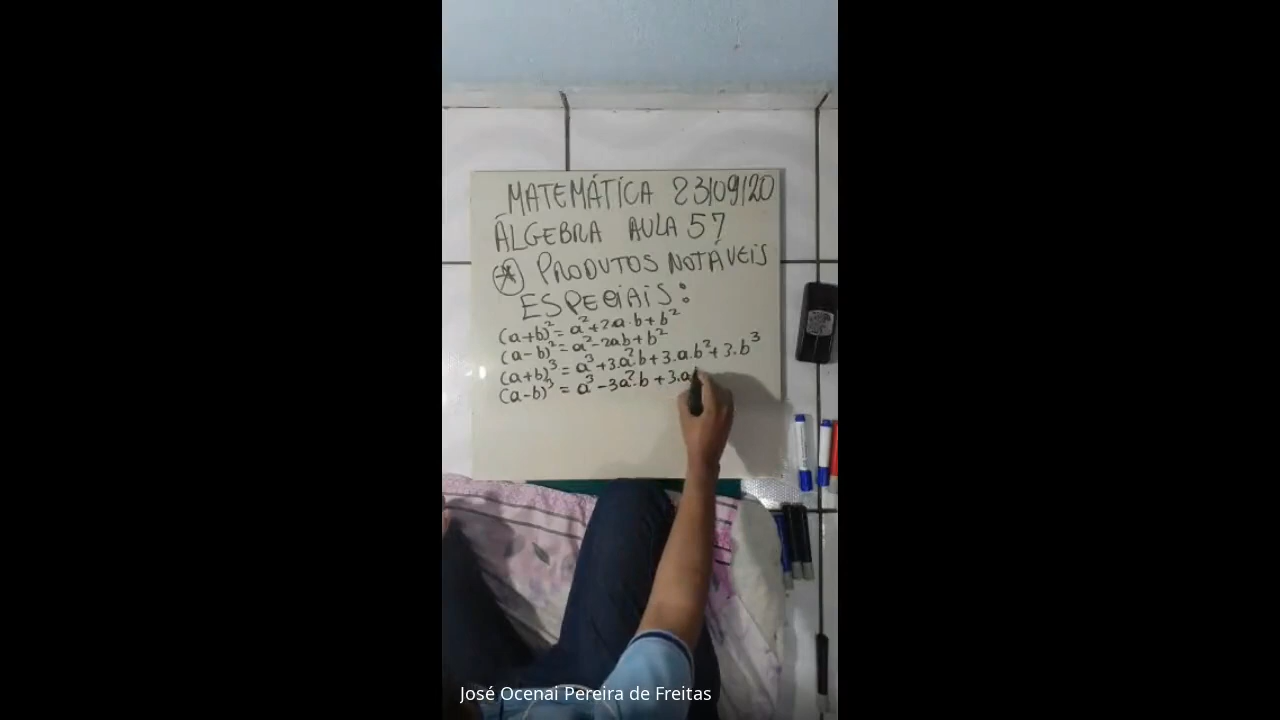 MATEMÁTICA 23/09/20
ÁLGEBRA AULA 57
* PRODUTOS NOTÁVEIS
ESPECIAIS:
(a+b)² = a²+2a.b+b²
(a-b)² = a²-2ab+b²
(a+b)³ = a³+3.a².b+3.a.b²+3.b³
(a-b)³ = a³-3a².b+3.a
José Ocenai Pereira de Freitas